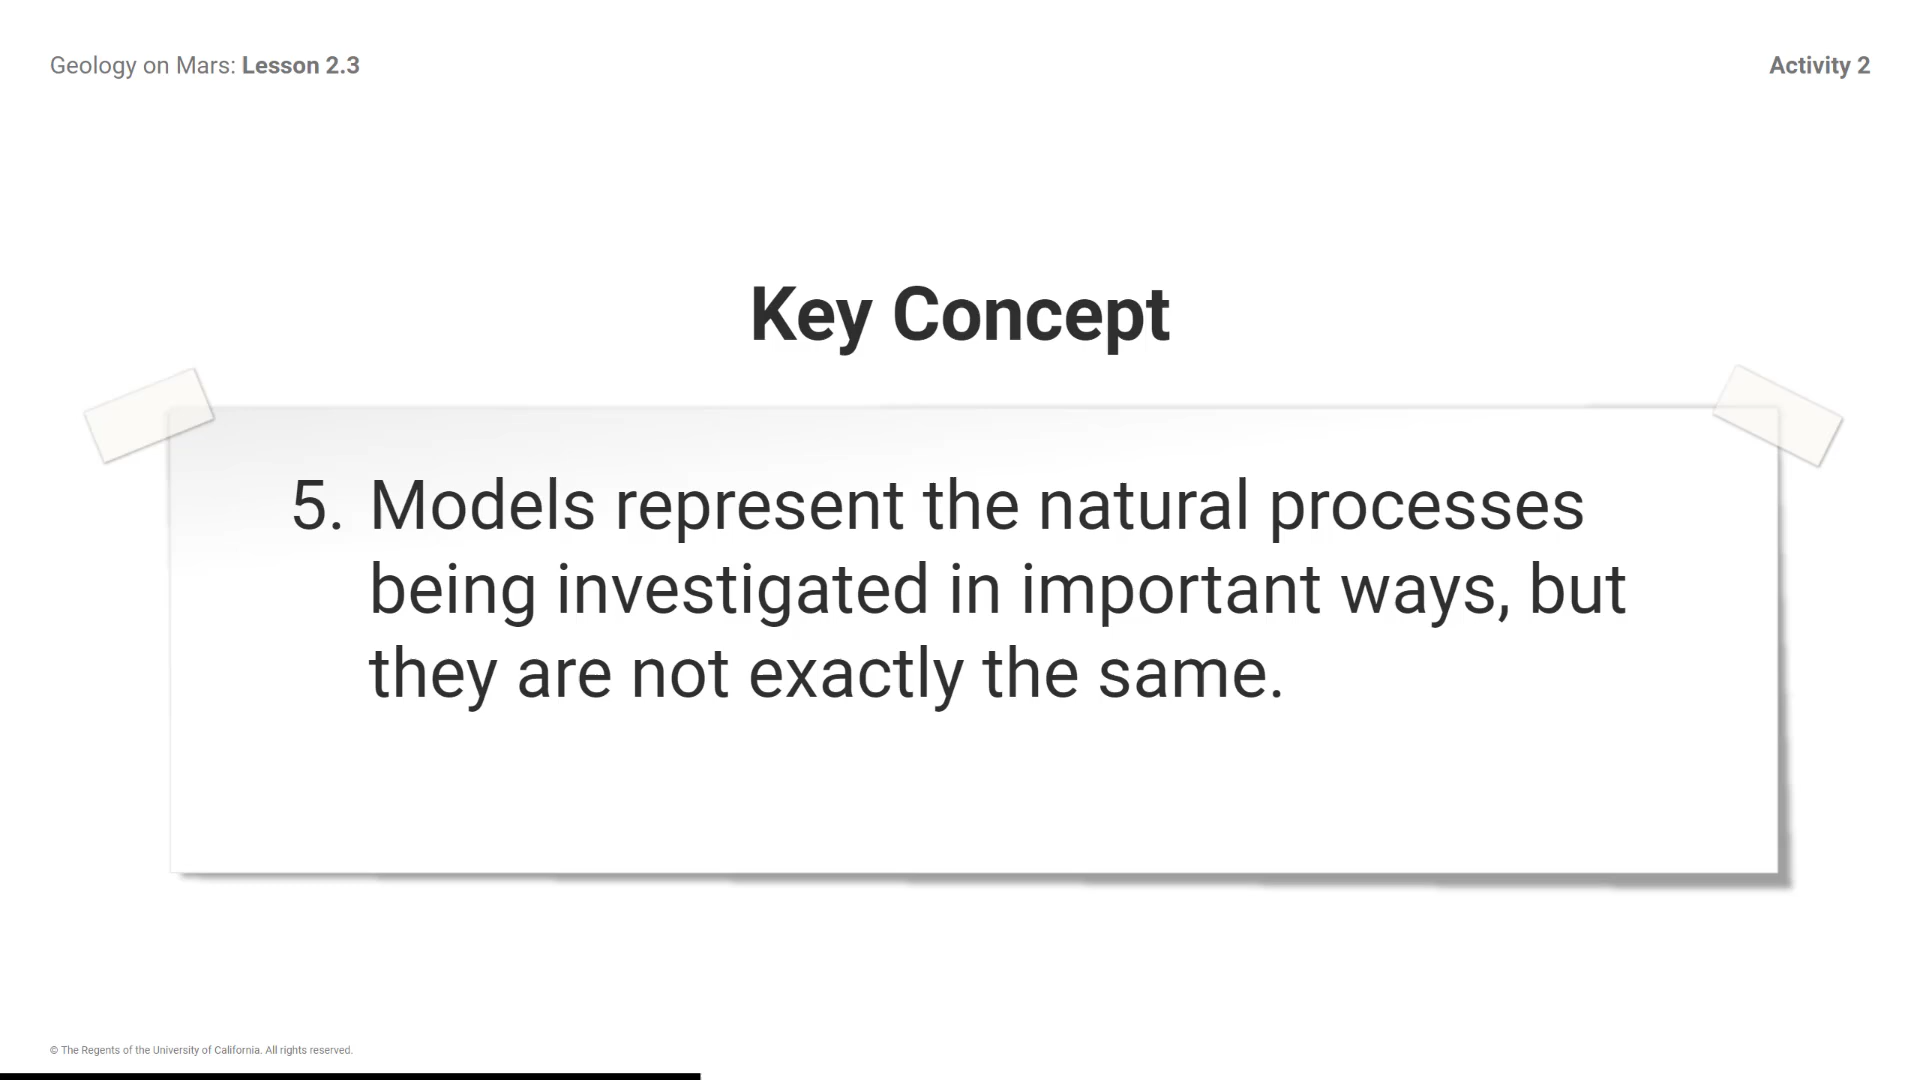 Geology on Mars: Lesson 2.3
Activity 2
Key Concept
5. Models represent the natural processes
being investigated in important ways, but
they are not exactly the same.
© The Regents of the University of California. All rights reserved.